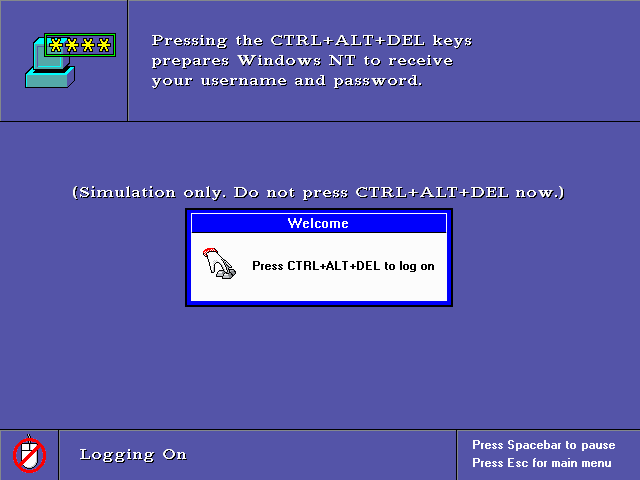 ****
Pressing the CTRL+ALT+DEL keys
prepares Windows NT to receive
your username and password.
(Simulation only. Do not press CTRL+ALT+DEL now.)
Welcome
Press CTRL+ALT+DEL to log on
Logging On
Press Spacebar to pause
Press Esc for main menu